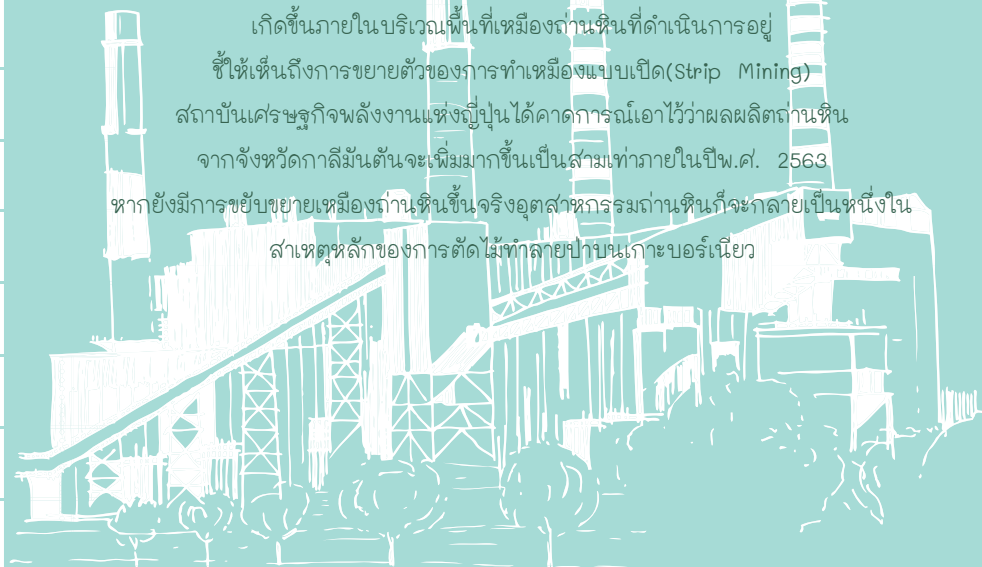 เกิดขึ้นภายในบริเวณพื้นที่เหมืองถ่านหินที่ดำเนินการอยู่
ชี้ให้เห็นถึงการขยายตัวของการทำเหมืองแบบเปิด(Strip Mining)
สถาบันเศรษฐกิจพลังงานแห่งญี่ปุ่นได้คาดการณ์เอาไว้ว่าผลผลิตถ่านหิน
จากจังหวัดกาลีมันตันจะเพิ่มมากขึ้นเป็นสามเท่าภายในปีพ.ศ. 2563
หากยังมีการขยับขยายเหมืองถ่านหินขึ้นจริงอุตสาหกรรมถ่านหินก็จะกลายเป็นหนึ่งใน
สาเหตุหลักของการตัดไม้ทำลายป่าบนเกาะบอร์เนียว